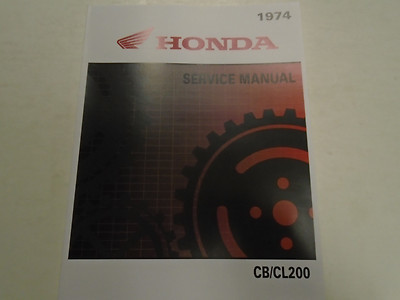 1974
HONDA
SERVICE MANUAL
CB/CL200